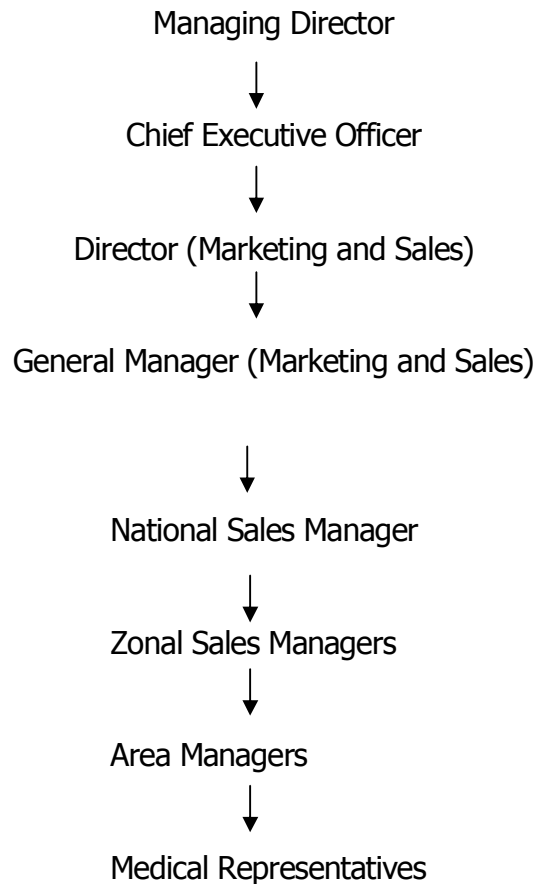 Managing Director
Chief Executive Officer
Director (Marketing and Sales)
General Manager (Marketing and Sales)
National Sales Manager
Zonal Sales Managers
Area Managers
Medical Representatives